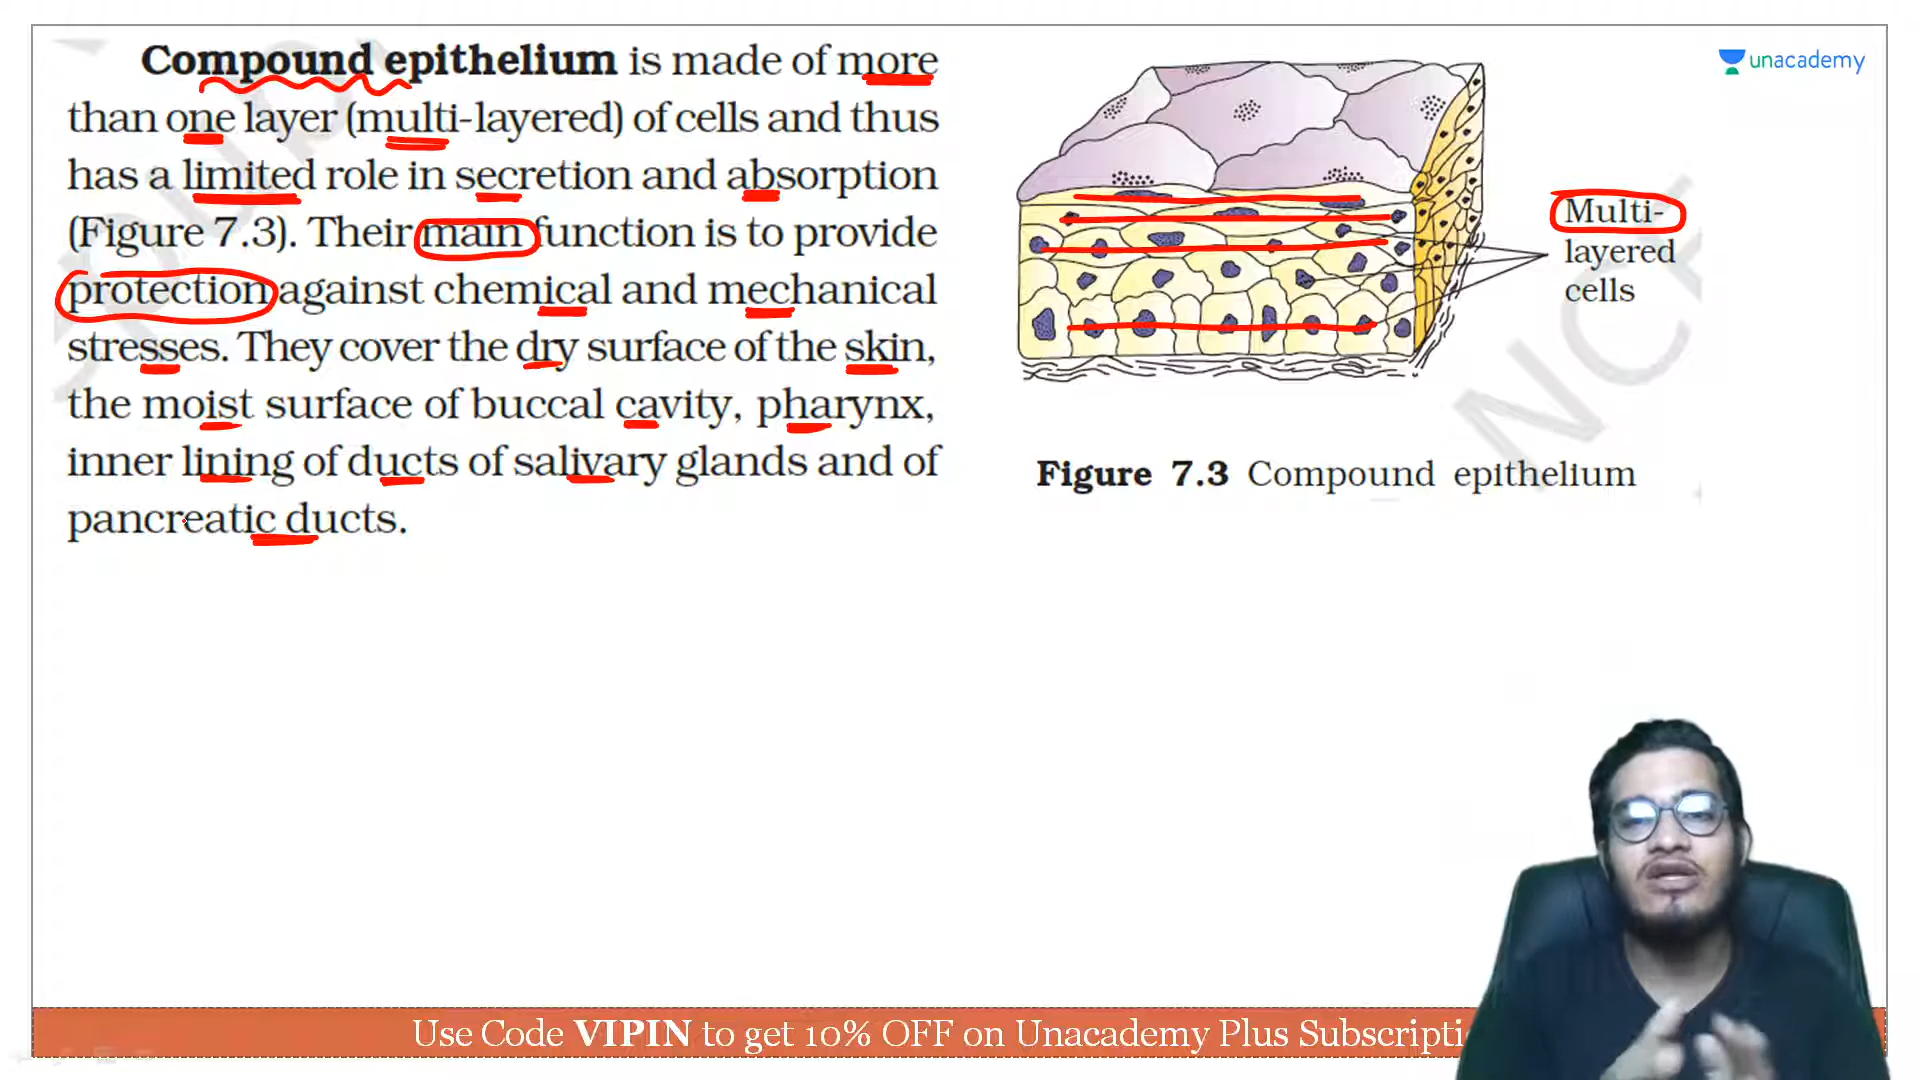 Compound epithelium is made of more
than one layer (multi-layered) of cells and thus
has a limited role in secretion and absorption
(Figure 7.3). Their main function is to provide
protection against chemical and mechanical
stresses. They cover the dry surface of the skin,
the moist surface of buccal cavity, pharynx,
inner lining of ducts of salivary glands and of
pancreatic ducts.
unacademy
Multi-
layered
cells
Figure 7.3 Compound epithelium
Use Code VIPIN to get 10% OFF on Unacademy Plus Subscripti